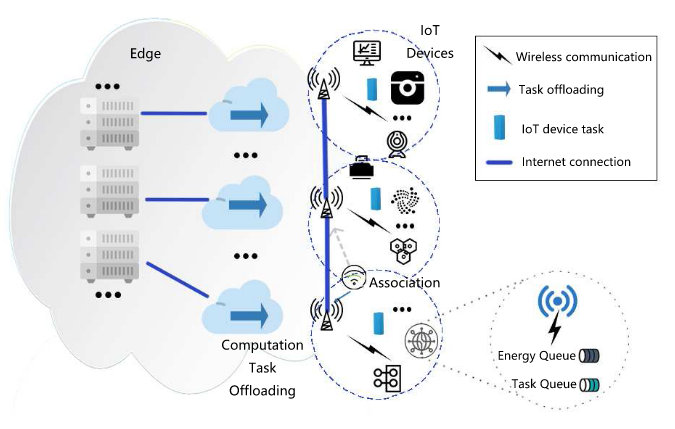 Edge
IoT
Devices
Wireless communication
Task offloading
IoT device task
Internet connection
Association
Computation
Task
Offloading
Energy Queue
Task Queue